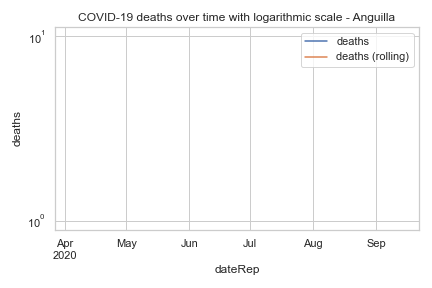 COVID-19 deaths over time with logarithmic scale - Anguilla
10¹
deaths
deaths (rolling)
deaths
10⁰
Apr May Jun Jul Aug Sep
2020
dateRep